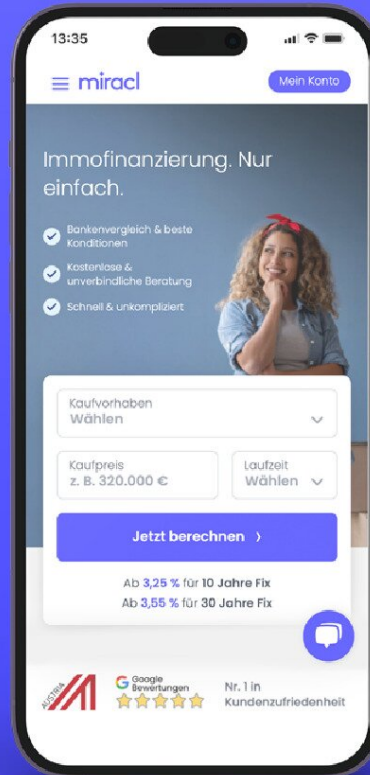 13:35
miracl
Mein Konto
Immofinanzierung. Nur
einfach.
Bankenvergleich & beste
Konditionen
Kostenlose &
unverbindliche Beratung
Schnell & unkompliziert
Kaufvorhaben
Wählen
Kaufpreis
z. B. 320.000 €
Laufzeit
Wählen
Jetzt berechnen
Ab 3,25 % für 10 Jahre Fix
Ab 3,55 % für 30 Jahre Fix
AUSTRIA
Google
Bewertungen
Nr. 1 in
Kundenzufriedenheit